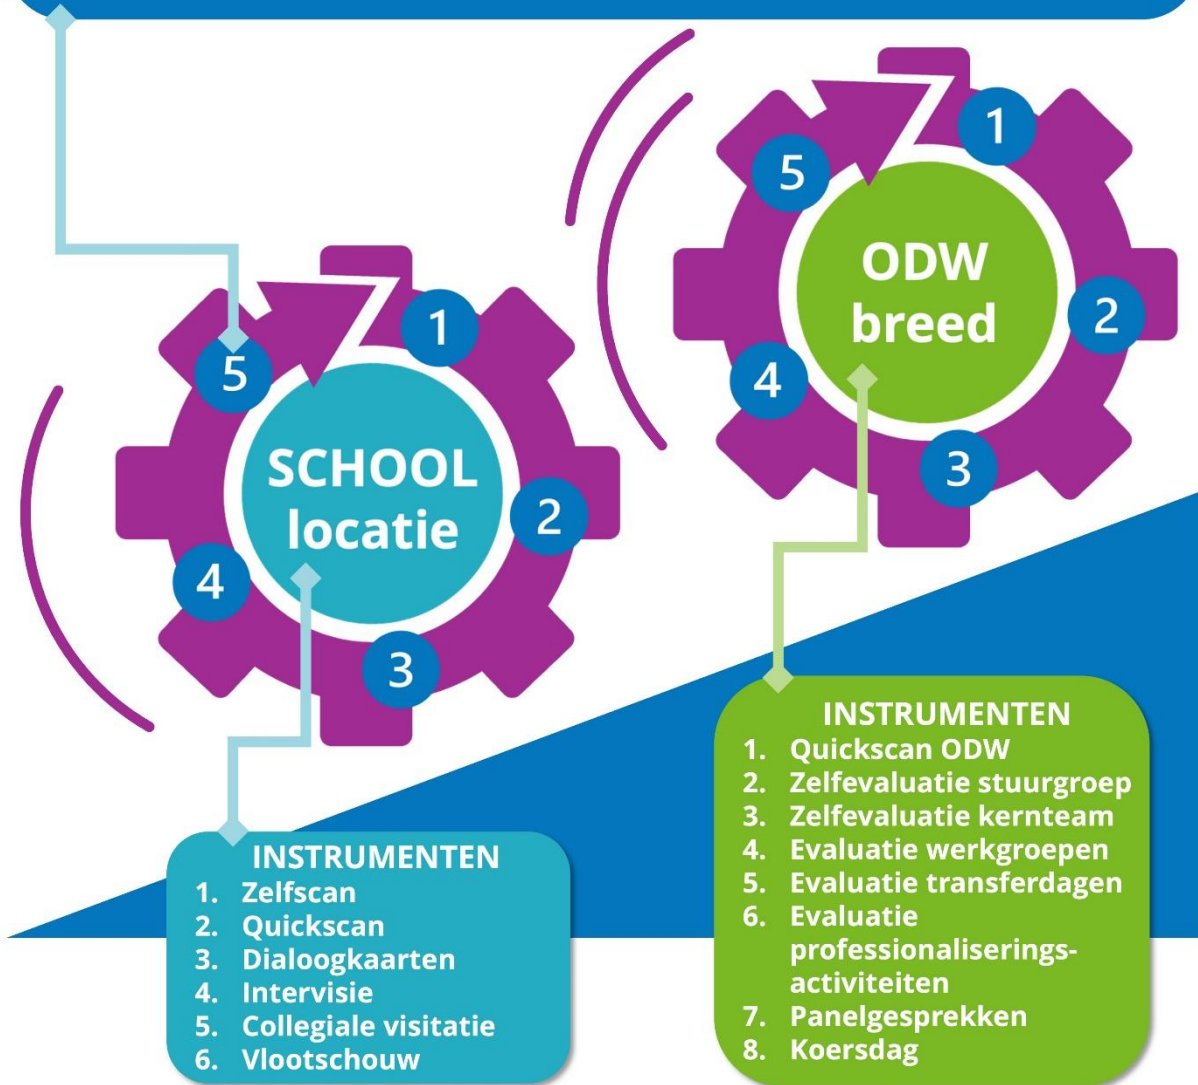 1
5
ODW
breed
2
4
3
1
5
SCHOOL
locatie
2
4
3
INSTRUMENTEN
1. Quickscan ODW
2. Zelfevaluatie stuurgroep
3. Zelfevaluatie kernteam
4. Evaluatie werkgroepen
5. Evaluatie transferdagen
6. Evaluatie
professionaliserings-
activiteiten
7. Panelgesprekken
8. Koersdag
INSTRUMENTEN
1. Zelfscan
2. Quickscan
3. Dialoogkaarten
4. Intervisie
5. Collegiale visitatie
6. Vlootschouw